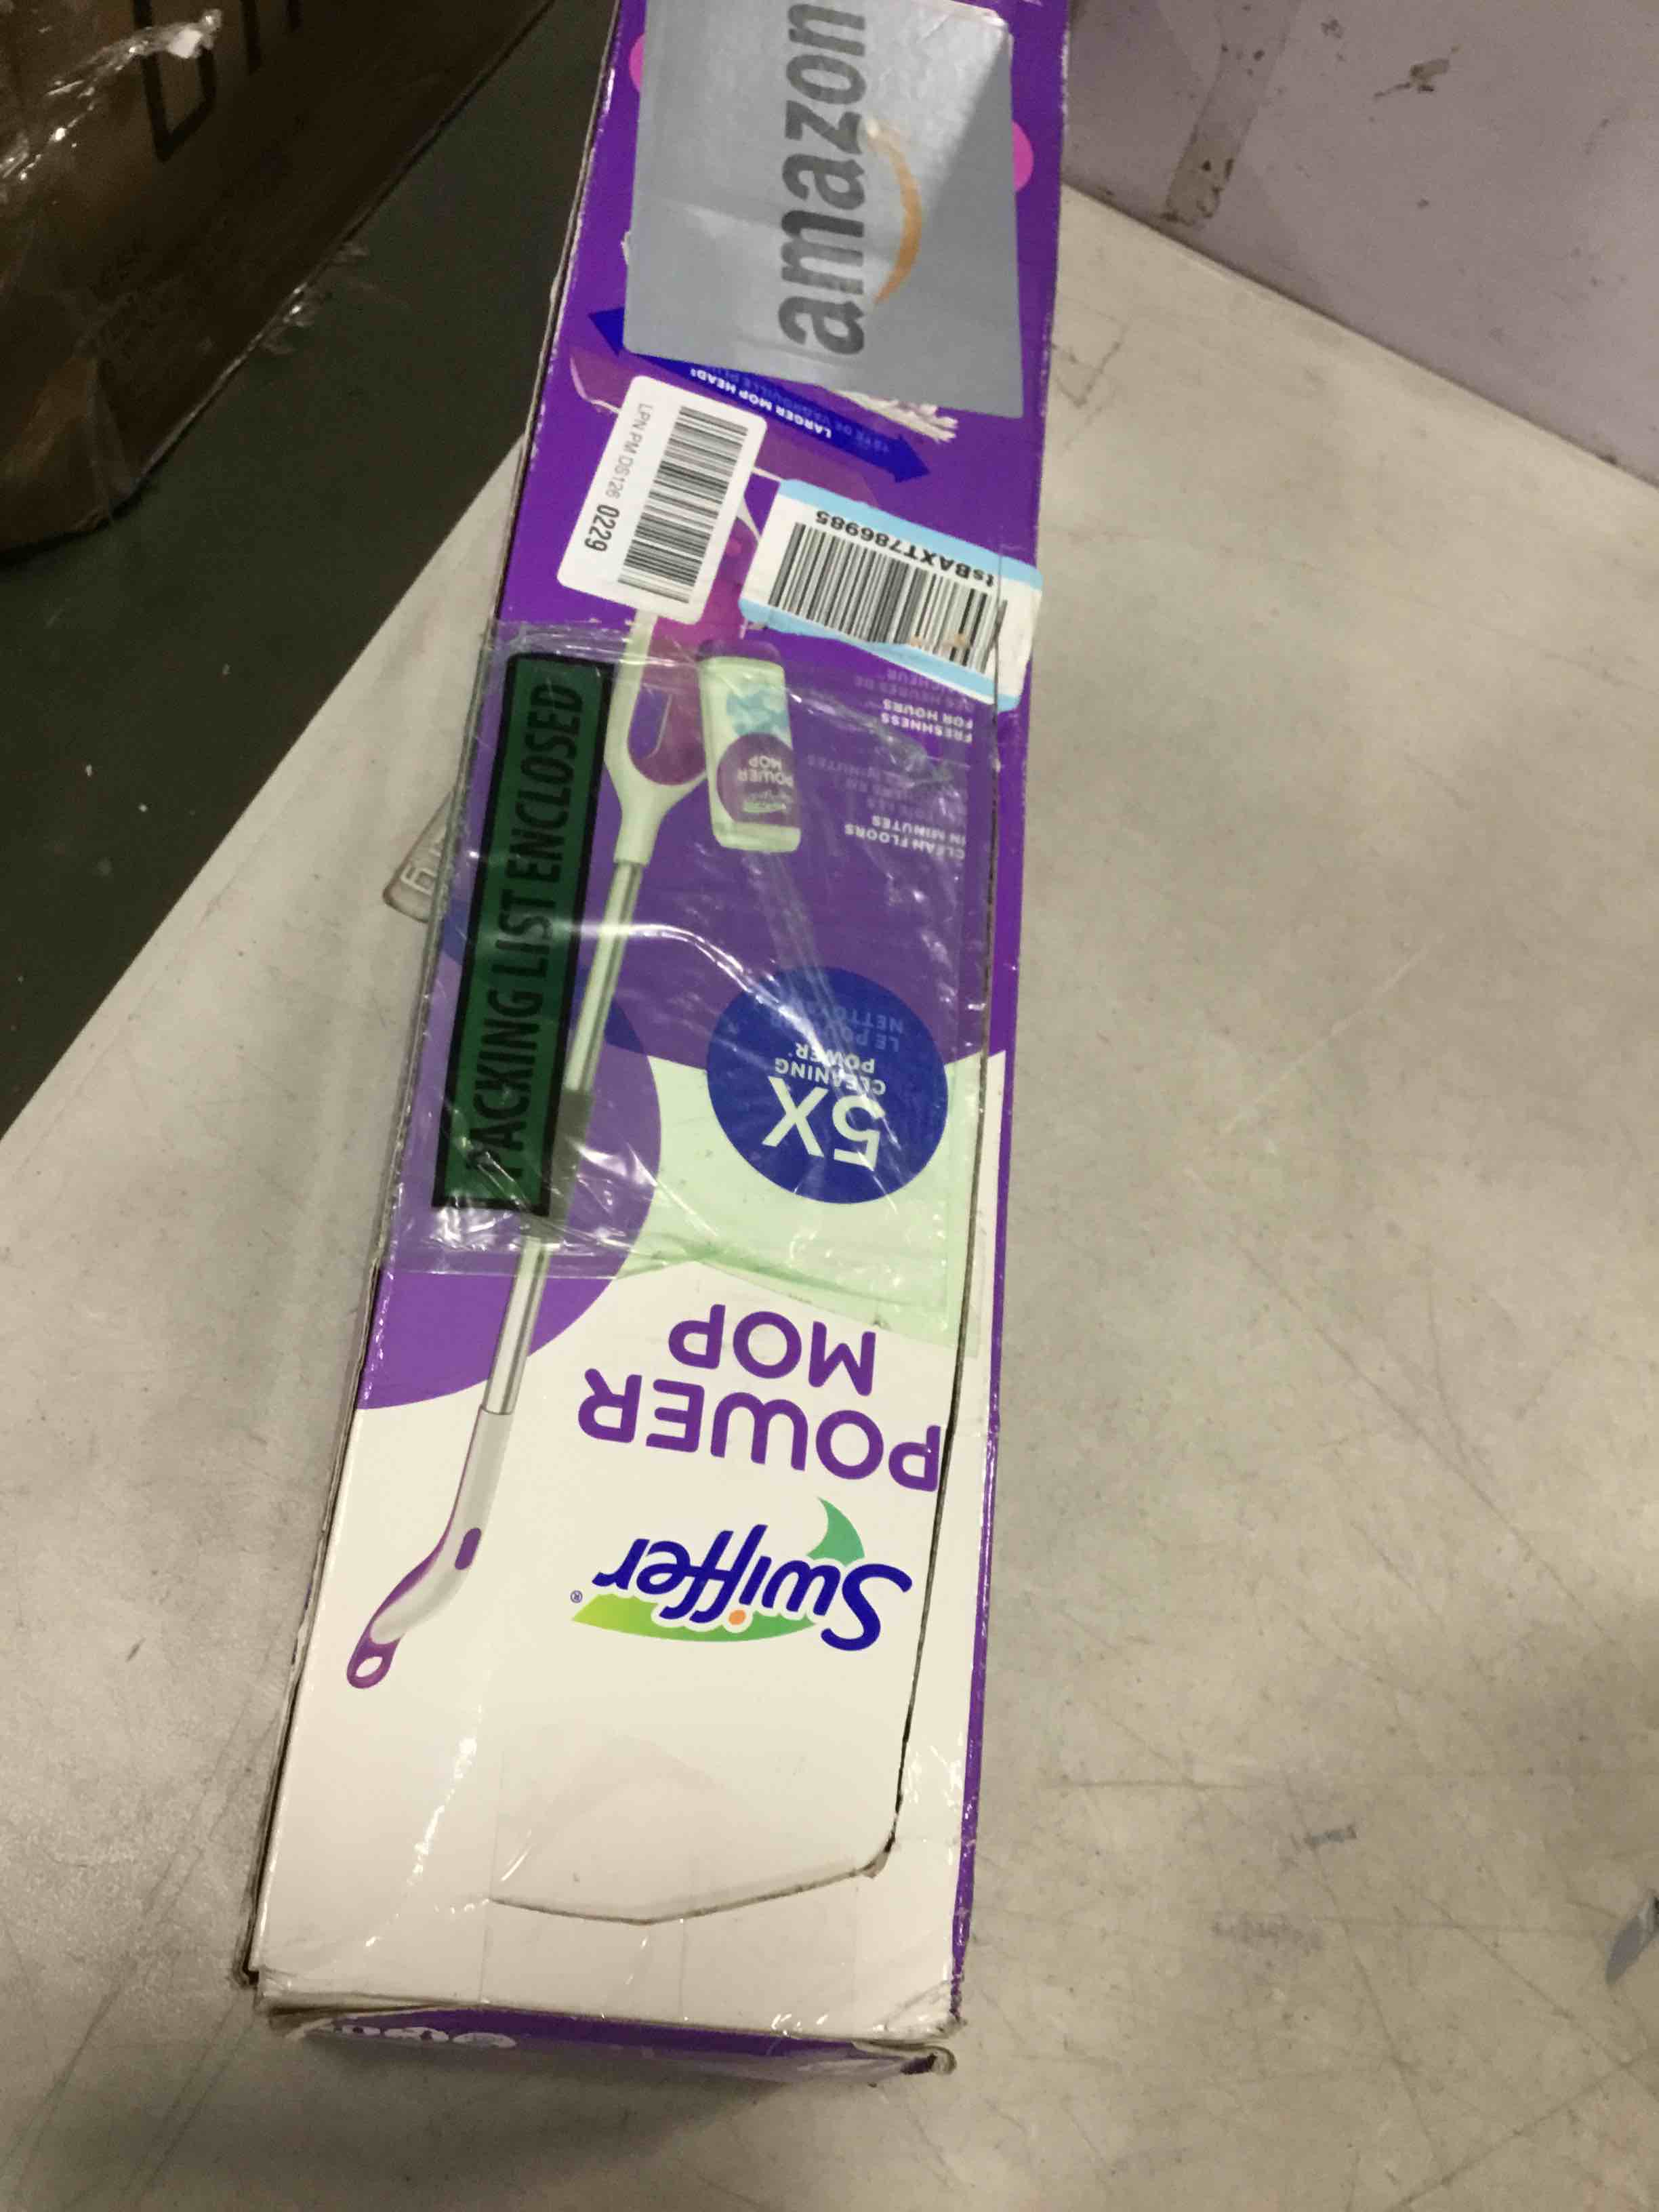 Swiffer®
POWER
MOP
5X
CLEANING
POWER*
LE POUVOIR
CLEAN FLOORS
IN MINUTES
FRESHNESS
FOR HOURS
POWER
MOP
PACKING LIST ENCLOSED
tsBAXT786985
LPN PM DS126 0229
LARGER MOP HEAD‡
amazon